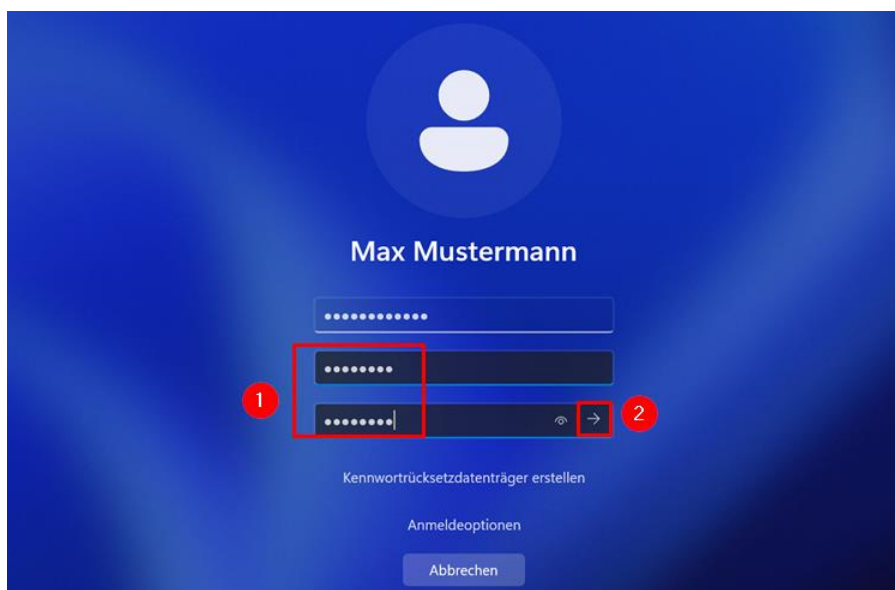 Max Mustermann
••••••••••••
••••••••
1
••••••••
2
Kennwortrücksetzdatenträger erstellen
Anmeldeoptionen
Abbrechen